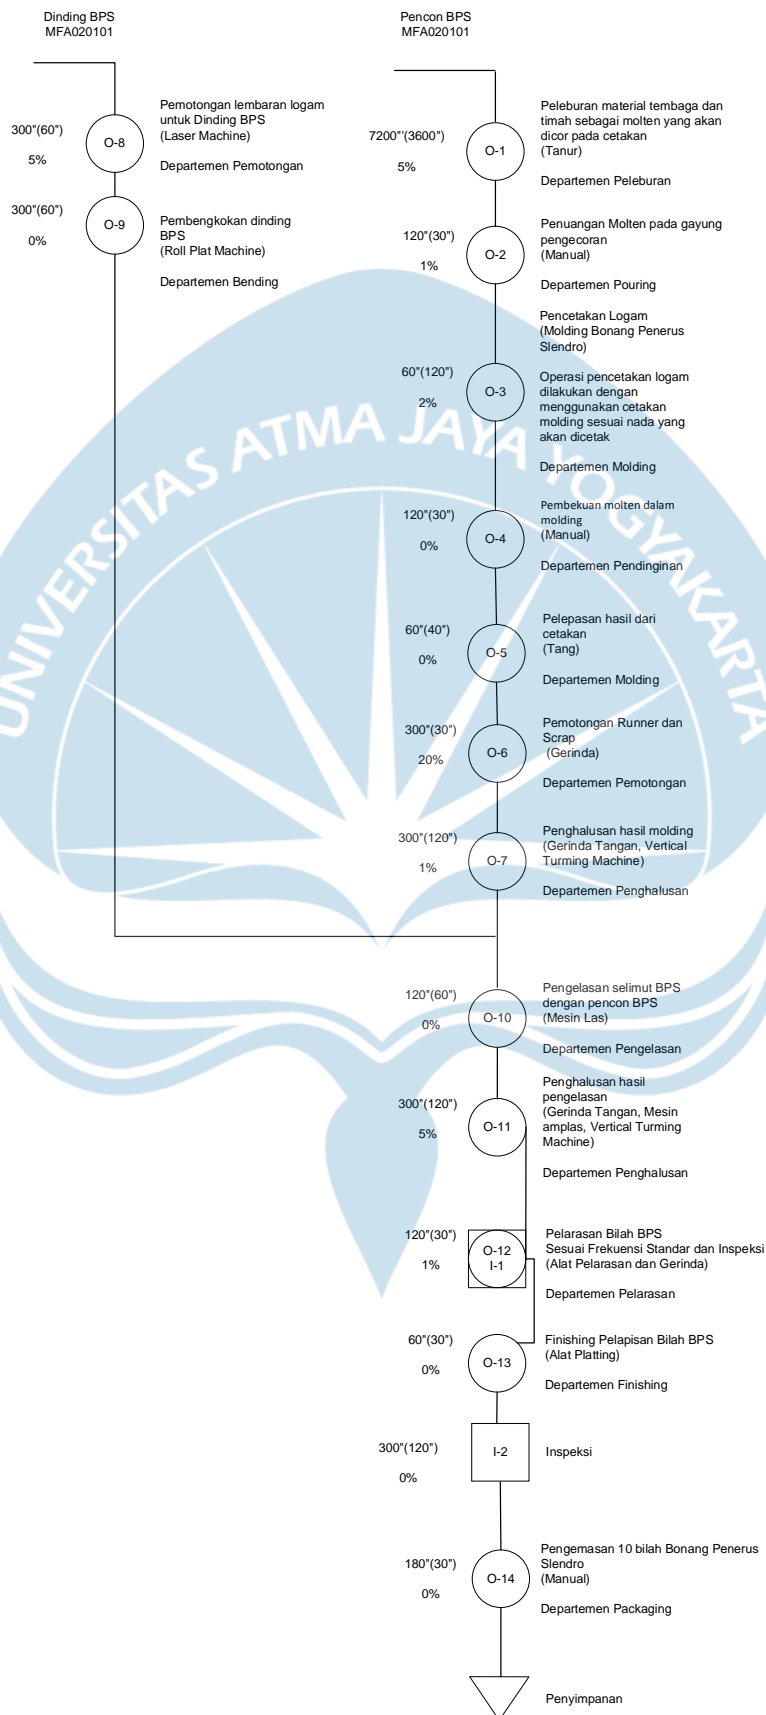 Dinding BPS
MFA020101
300"(60")
5%
O-8
Pemotongan lembaran logam
untuk Dinding BPS
(Laser Machine)
Departemen Pemotongan
300"(60")
0%
O-9
Pembengkokan dinding
BPS
(Roll Plat Machine)
Departemen Bending
Pencon BPS
MFA020101
7200"(3600")
5%
O-1
Peleburan material tembaga dan
timah sebagai molten yang akan
dicor pada cetakan
(Tanur)
Departemen Peleburan
120"(30")
1%
O-2
Penuangan Molten pada gayung
pengecoran
(Manual)
Departemen Pouring
60"(120")
2%
O-3
Pencetakan Logam
(Molding Bonang Penerus
Slendro)
Operasi pencetakan logam
dilakukan dengan
menggunakan cetakan
molding sesuai nada yang
akan dicetak
Departemen Molding
120"(30")
0%
O-4
Pembekuan molten dalam
molding
(Manual)
Departemen Pendinginan
60"(40")
0%
O-5
Pelepasan hasil dari
cetakan
(Tang)
Departemen Molding
300"(30")
20%
O-6
Pemotongan Runner dan
Scrap
(Gerinda)
Departemen Pemotongan
300"(120")
1%
O-7
Penghalusan hasil molding
(Gerinda Tangan, Vertical
Turming Machine)
Departemen Penghalusan
120"(60")
0%
O-10
Pengelasan selimut BPS
dengan pencon BPS
(Mesin Las)
Departemen Pengelasan
300"(120")
5%
O-11
Penghalusan hasil
pengelasan
(Gerinda Tangan, Mesin
amplas, Vertical Turming
Machine)
Departemen Penghalusan
120"(30")
1%
O-12
I-1
Pelarasan Bilah BPS
Sesuai Frekuensi Standar dan Inspeksi
(Alat Pelarasan dan Gerinda)
Departemen Pelarasan
60"(30")
0%
O-13
Finishing Pelapisan Bilah BPS
(Alat Platting)
Departemen Finishing
300"(120")
0%
I-2
Inspeksi
180"(30")
0%
O-14
Pengemasan 10 bilah Bonang Penerus
Slendro
(Manual)
Departemen Packaging
Penyimpanan
UNIVERSITAS ATMA JAYA YOGYAKARTA